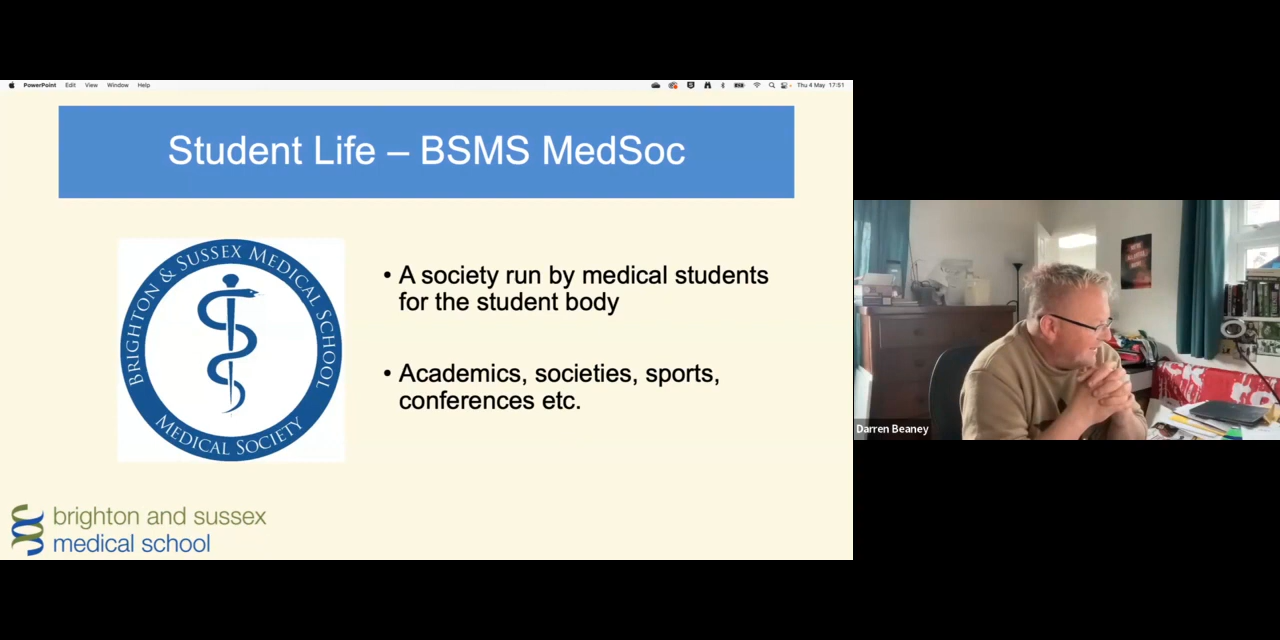 PowerPoint Edit View Window Help
Thu 4 May 17:51
Student Life – BSMS MedSoc
BRIGHTON & SUSSEX MEDICAL SCHOOL
MEDICAL SOCIETY
• A society run by medical students
for the student body
• Academics, societies, sports,
conferences etc.
brighton and sussex
medical school
Darren Beaney